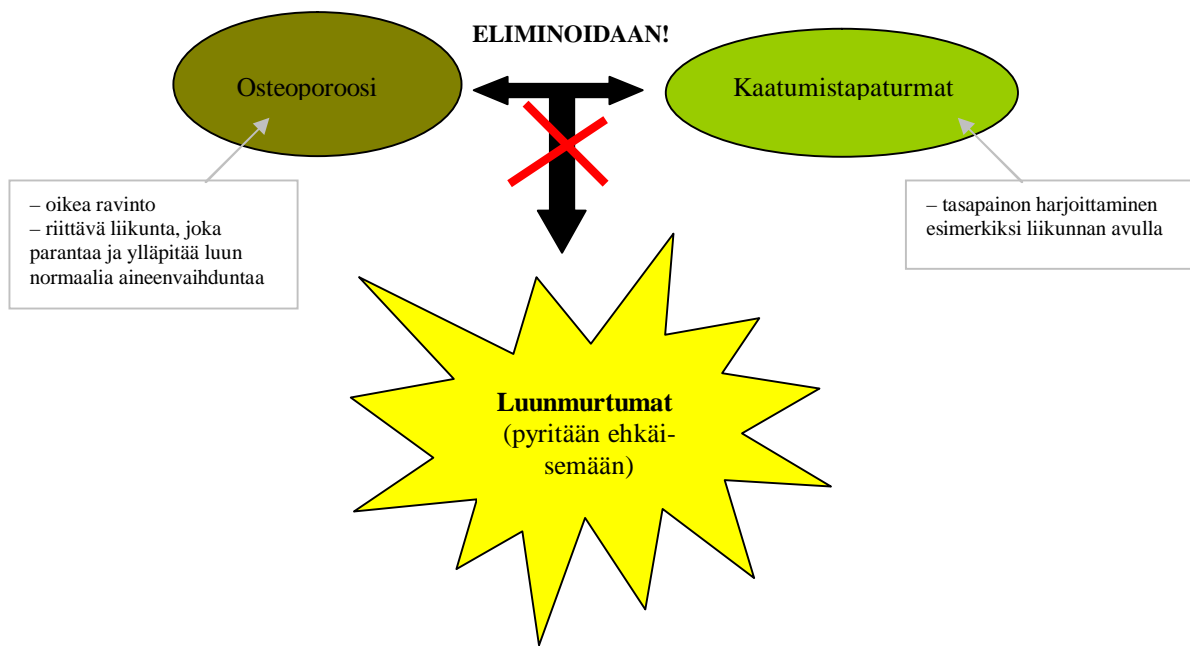 ELIMINOIDAAN!
Osteoporoosi
Kaatumistapaturmat
– oikea ravinto
– riittävä liikunta, joka
parantaa ja ylläpitää luun
normaalia aineenvaihduntaa
– tasapainon harjoittaminen
esimerkiksi liikunnan avulla
Luunmurtumat
(pyritään ehkäi-
semään)